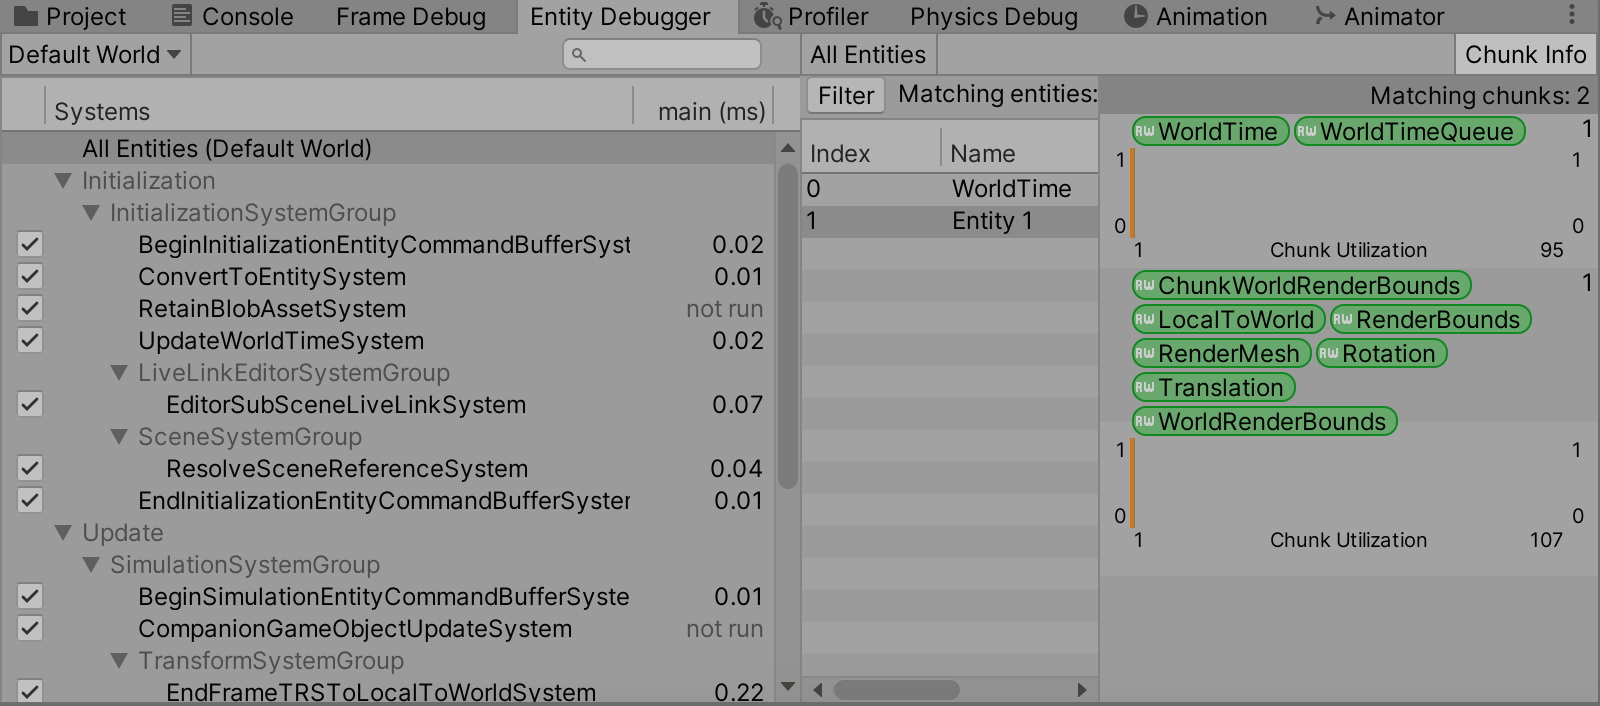 Project Console Frame Debug Entity Debugger Profiler Physics Debug Animation Animator
Default World
All Entities Chunk Info
Systems main (ms)
All Entities (Default World)
Initialization
InitializationSystemGroup
BeginInitializationEntityCommandBufferSyst 0.02
ConvertToEntitySystem 0.01
RetainBlobAssetSystem not run
UpdateWorldTimeSystem 0.02
LiveLinkEditorSystemGroup
EditorSubSceneLiveLinkSystem 0.07
SceneSystemGroup
ResolveSceneReferenceSystem 0.04
EndInitializationEntityCommandBufferSyster 0.01
Update
SimulationSystemGroup
BeginSimulationEntityCommandBufferSyste 0.01
CompanionGameObjectUpdateSystem not run
TransformSystemGroup
EndFrameTRSToLocalToWorldSystem 0.22
Filter Matching entities:
Index Name
0 WorldTime
1 Entity 1
Matching chunks: 2
RW WorldTime RW WorldTimeQueue 1
1 1
0 0
1 Chunk Utilization 95
RW ChunkWorldRenderBounds 1
RW LocalToWorld RW RenderBounds
RW RenderMesh RW Rotation
RW Translation
RW WorldRenderBounds
1 1
0 0
1 Chunk Utilization 107